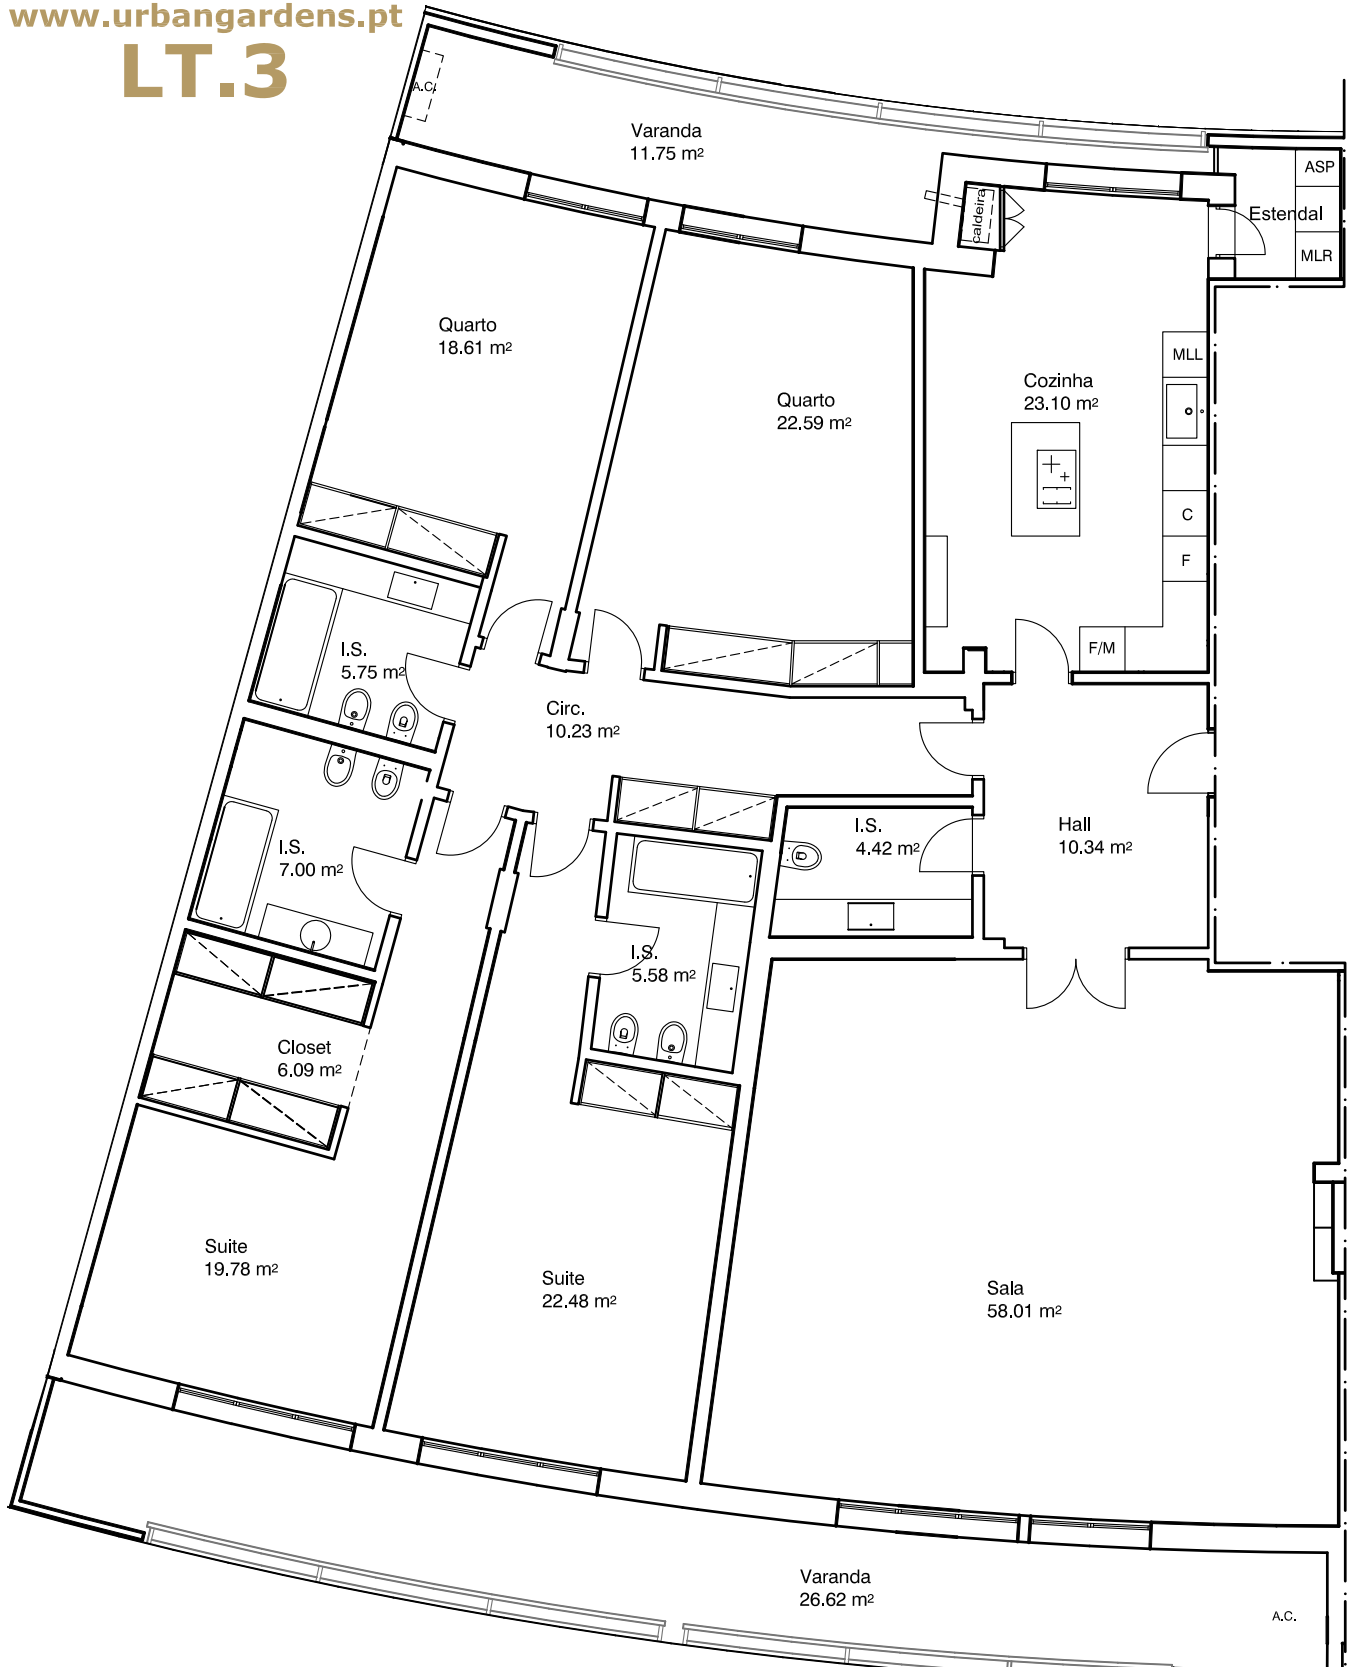 www.urbangardens.pt
LT.3
A.C.
Varanda
11.75 m²
ASP
Estendal
MLR
caldeira
Quarto
18.61 m²
Quarto
22.59 m²
Cozinha
23.10 m²
MLL
C
F
F/M
I.S.
5.75 m²
Circ.
10.23 m²
I.S.
7.00 m²
I.S.
4.42 m²
Hall
10.34 m²
I.S.
5.58 m²
Closet
6.09 m²
Suite
19.78 m²
Suite
22.48 m²
Sala
58.01 m²
Varanda
26.62 m²
A.C.